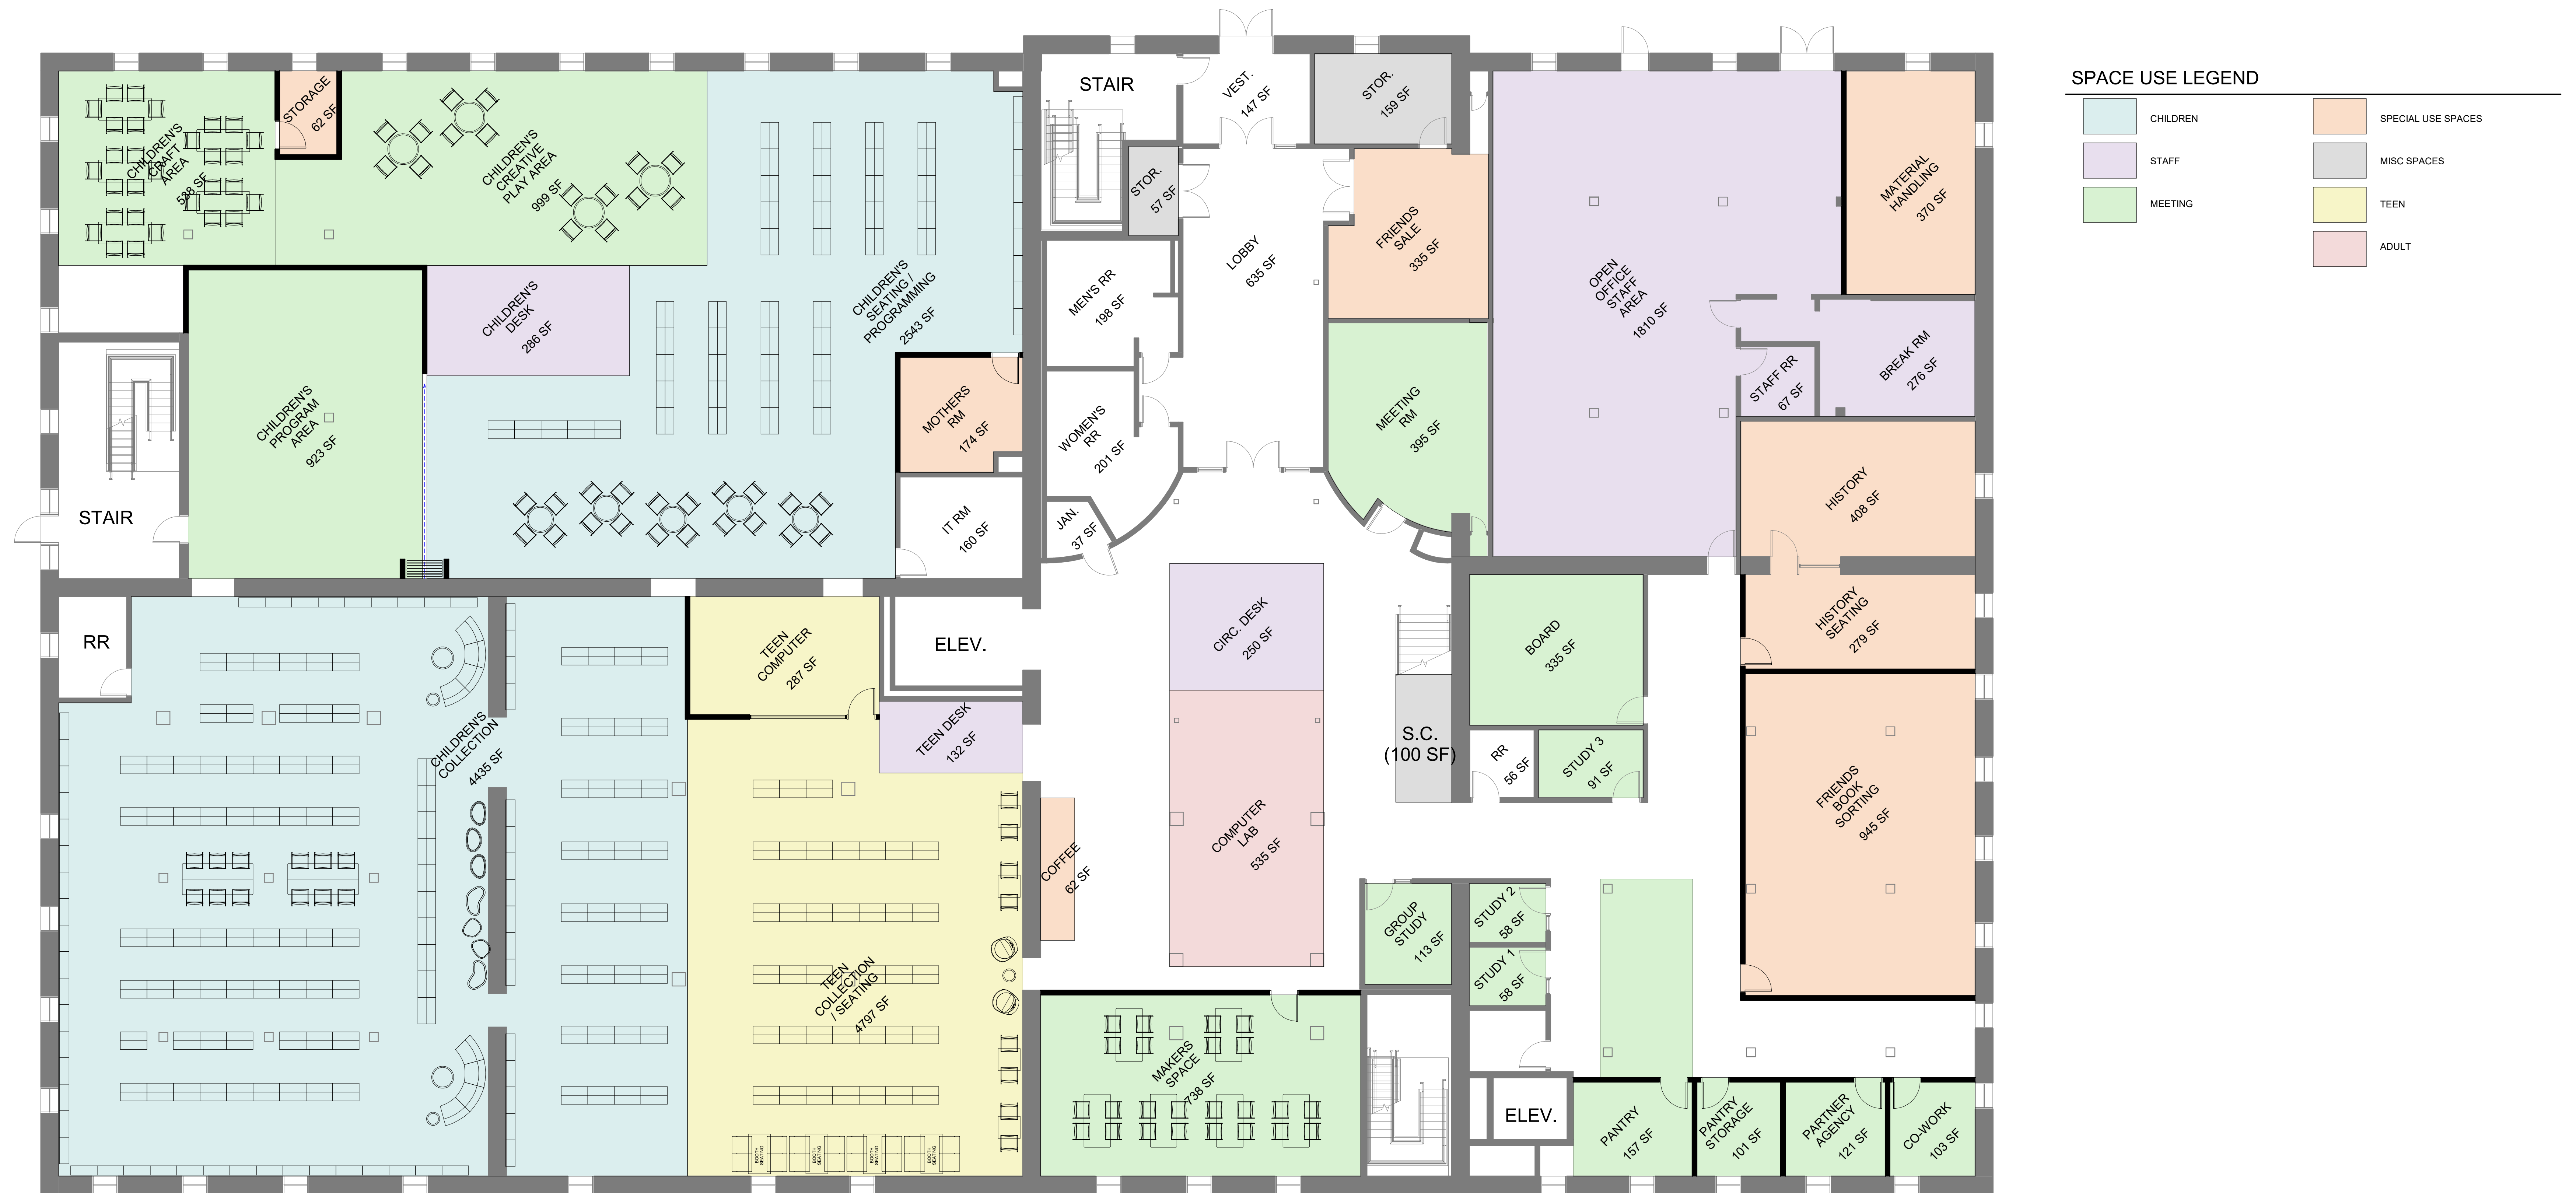 SPACE USE LEGEND
CHILDREN
STAFF
MEETING
SPECIAL USE SPACES
MISC SPACES
TEEN
ADULT
CHILDREN'S
CRAFT
AREA
538 SF
STORAGE
62 SF
CHILDREN'S
CREATIVE
PLAY AREA
999 SF
CHILDREN'S
SEATING /
PROGRAMMING
2543 SF
CHILDREN'S
DESK
286 SF
CHILDREN'S
PROGRAM
AREA
923 SF
STAIR
MOTHERS
RM
174 SF
IT RM
160 SF
STAIR
VEST.
147 SF
STOR.
159 SF
STOR.
57 SF
LOBBY
635 SF
FRIENDS
SALE
335 SF
MEN'S RR
198 SF
WOMEN'S
RR
201 SF
JAN.
37 SF
MEETING
RM
395 SF
OPEN
OFFICE
STAFF
AREA
1810 SF
MATERIAL
HANDLING
370 SF
BREAK RM
276 SF
STAFF RR
67 SF
HISTORY
408 SF
HISTORY
SEATING
279 SF
RR
CHILDREN'S
COLLECTION
4435 SF
TEEN
COMPUTER
287 SF
ELEV.
TEEN DESK
132 SF
TEEN
COLLECTION
/ SEATING
4797 SF
BOOTH
SEATING
BOOTH
SEATING
BOOTH
SEATING
BOOTH
SEATING
COFFEE
62 SF
CIRC. DESK
250 SF
COMPUTER
LAB
535 SF
S.C.
(100 SF)
BOARD
335 SF
RR
56 SF
STUDY 3
91 SF
FRIENDS
BOOK
SORTING
945 SF
GROUP
STUDY
113 SF
STUDY 2
58 SF
STUDY 1
58 SF
MAKERS
SPACE
738 SF
ELEV.
PANTRY
157 SF
PANTRY
STORAGE
101 SF
PARTNER
AGENCY
121 SF
CO-WORK
103 SF